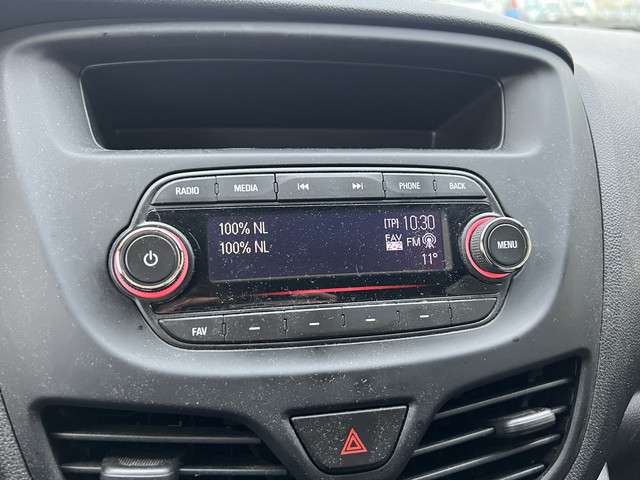 RADIO MEDIA PHONE BACK
100% NL [TP] 10:30
100% NL FAV FM
11°
MENU
FAV